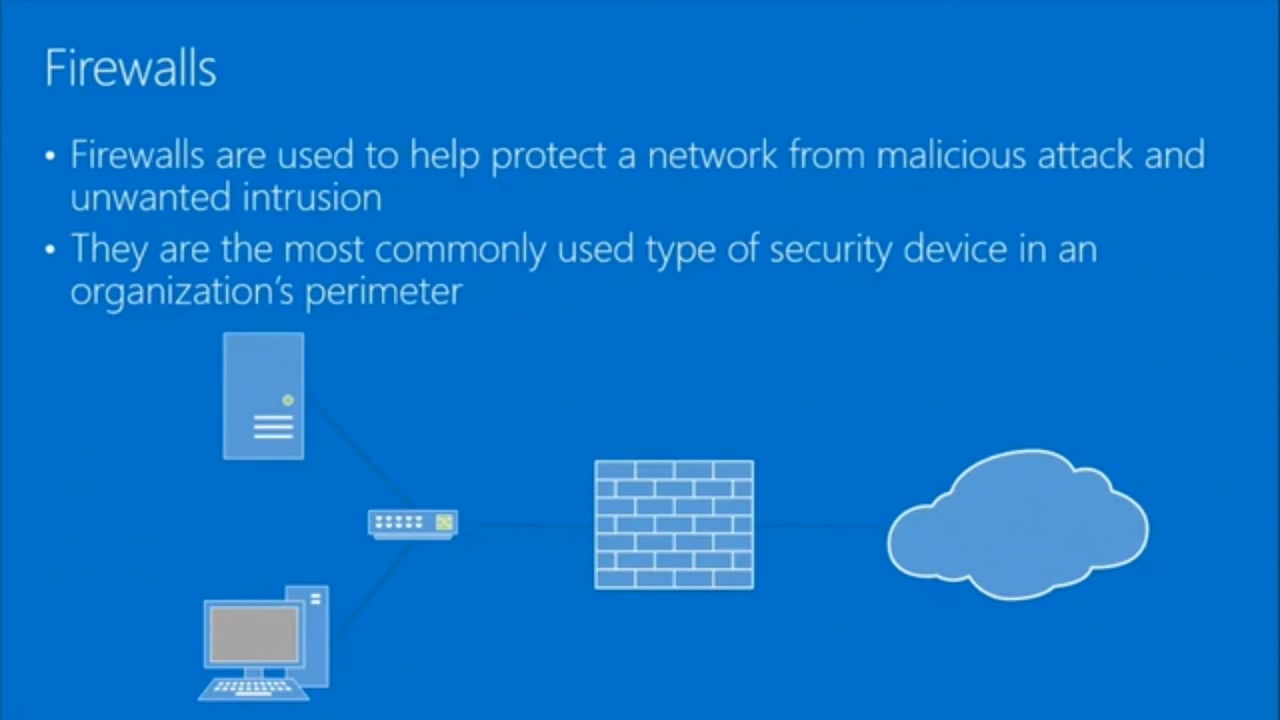 Firewalls
• Firewalls are used to help protect a network from malicious attack and
unwanted intrusion
• They are the most commonly used type of security device in an
organization's perimeter